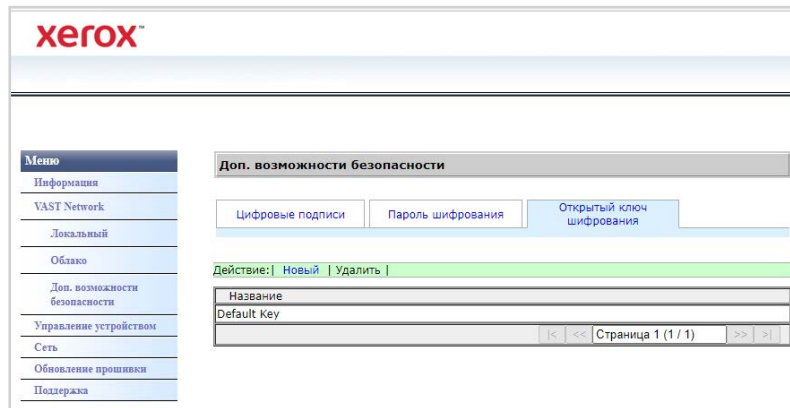 xerox™
Меню
Информация
VAST Network
Локальный
Облако
Доп. возможности
безопасности
Управление устройством
Сеть
Обновление прошивки
Поддержка
Доп. возможности безопасности
Цифровые подписи
Пароль шифрования
Открытый ключ
шифрования
Действие:| Новый | Удалить |
Название
Default Key
|< << Страница 1 (1 / 1) >> >|